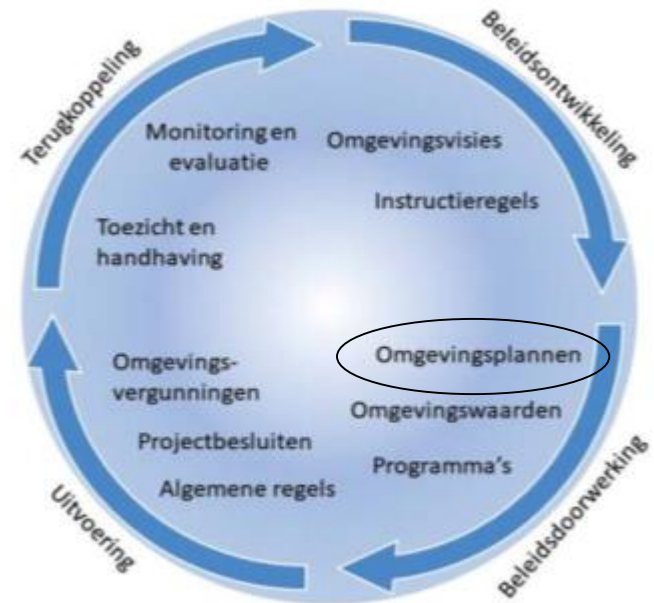 Terugkoppeling
Beleidsontwikkeling
Monitoring en
evaluatie
Omgevingsvisies
Instructieregels
Toezicht en
handhaving
Omgevingsplannen
Omgevings-
vergunningen
Omgevingswaarden
Projectbesluiten
Programma's
Algemene regels
Uitvoering
Beleidsdoorwerking